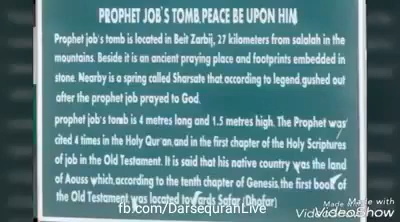 PROPHET JOB'S TOMB, PEACE BE UPON HIM
Prophet job's tomb is located in Beit Zarbij, 27 kilometers from salalah in the
mountains. Beside it is an ancient praying place and footprints embedded in
stone. Nearby is a spring called Sharsate that, according to legend, gushed out
after the prophet job prayed to God.
prophet job's tomb is 4 metres long and 1.5 metres high. The Prophet was
cited 4 times in the Holy Qur'an, and in the first chapter of the Holy Scriptures
of job in the Old Testament. It is said that his native country was the land
of Aouss which, according to the tenth chapter of Genesis, the first book of
the Old Testament, was located towards Safar (Dhofar)
fb.com/DarsequranLive
Made with
VideoShow